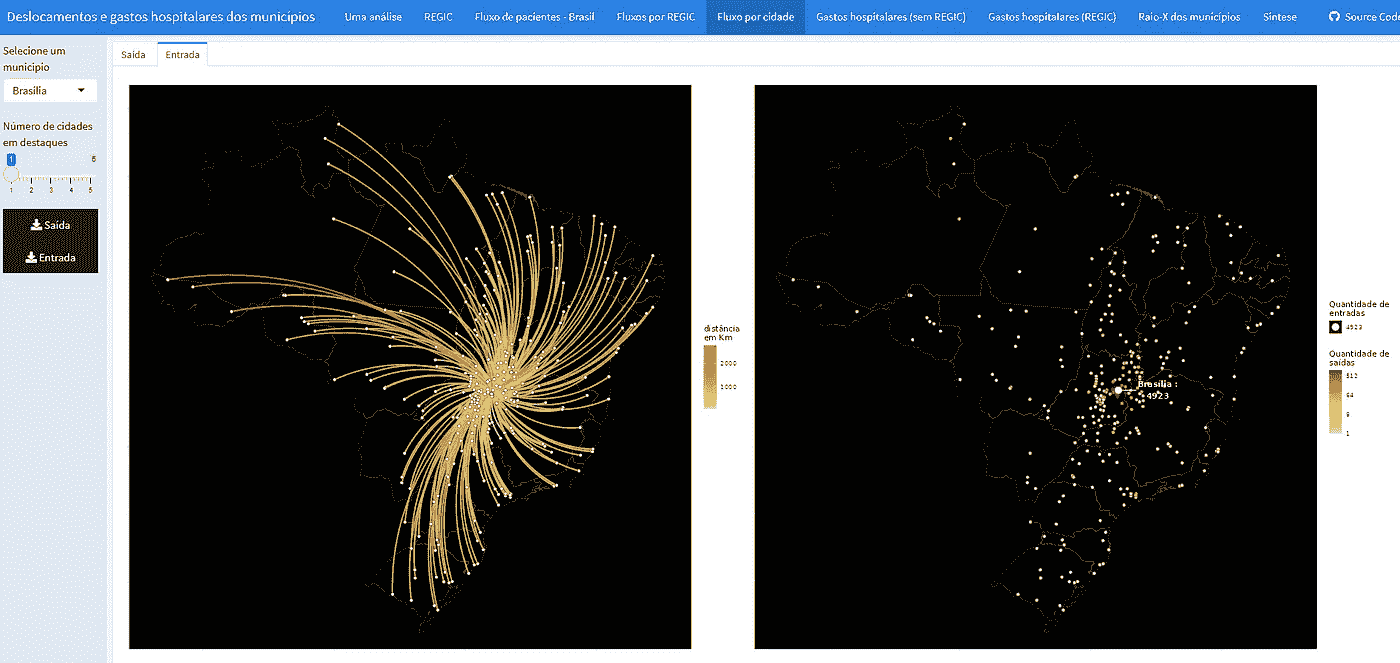 Deslocamentos e gastos hospitalares dos municípios
Uma análise
REGIC
Fluxo de pacientes - Brasil
Fluxos por REGIC
Fluxo por cidade
Gastos hospitalares (sem REGIC)
Gastos hospitalares (REGIC)
Raio-X dos municípios
Síntese
Source Code
Selecione um
município
Brasília
Número de cidades
em destaques
1
5
1 2 3 4 5
Saída
Entrada
Saída
Entrada
distância
em Km
2000
1000
Brasília :
4923
Quantidade de
entradas
4923
Quantidade de
saídas
512
64
8
1